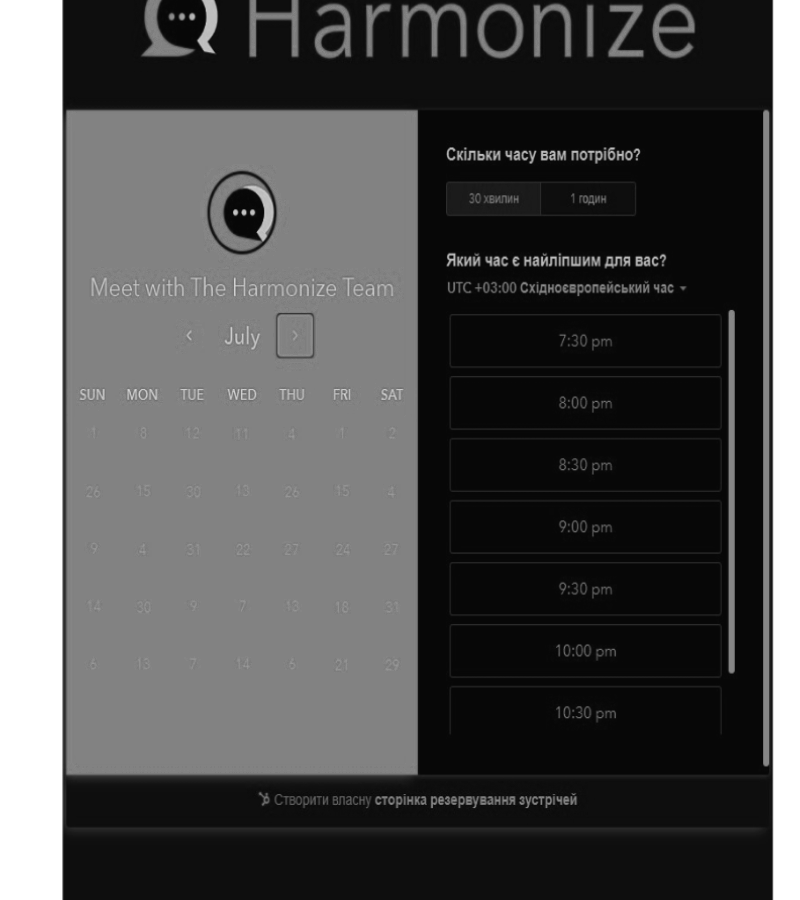 Harmonize
Meet with The Harmonize Team
July
SUN MON TUE WED THU FRI SAT
1 8 12 11 4 1 2
26 15 30 13 26 15 4
9 4 31 22 27 24 27
14 30 9 7 13 18 31
6 13 7 14 6 21 29
Скільки часу вам потрібно?
30 хвилин 1 годин
Який час є найліпшим для вас?
UTC +03:00 Східноєвропейський час
7:30 pm
8:00 pm
8:30 pm
9:00 pm
9:30 pm
10:00 pm
10:30 pm
Створити власну сторінка резервування зустрічей